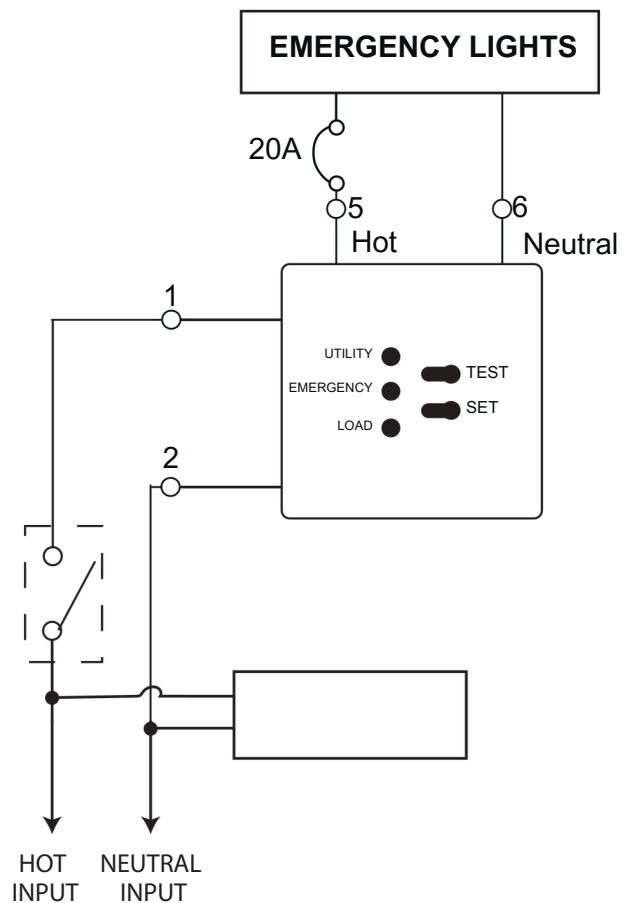 EMERGENCY LIGHTS
20A
5
6
Hot
Neutral
1
UTILITY
TEST
EMERGENCY
SET
LOAD
2
HOT
INPUT
NEUTRAL
INPUT